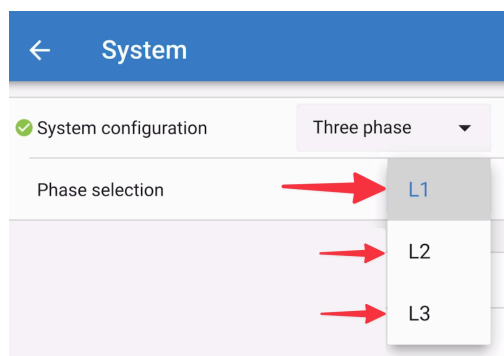 System
System configuration Three phase
Phase selection L1
L2
L3